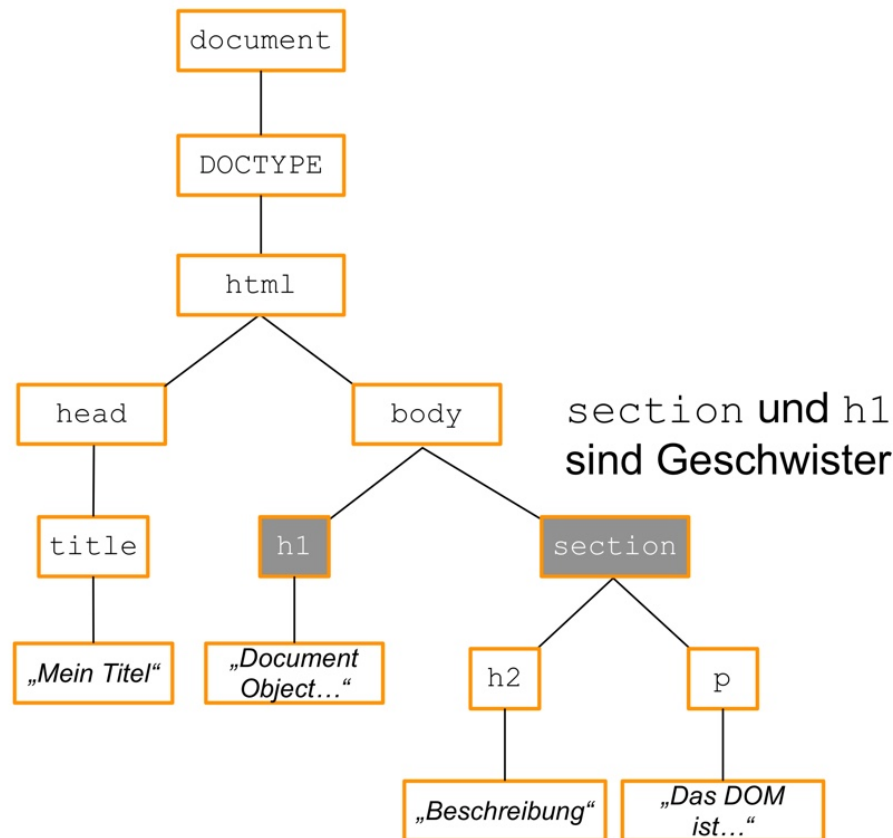 document
DOCTYPE
html
head
body
section und h1
sind Geschwister
title
h1
section
„Mein Titel“
„Document
Object…“
h2
p
„Beschreibung“
„Das DOM
ist…“